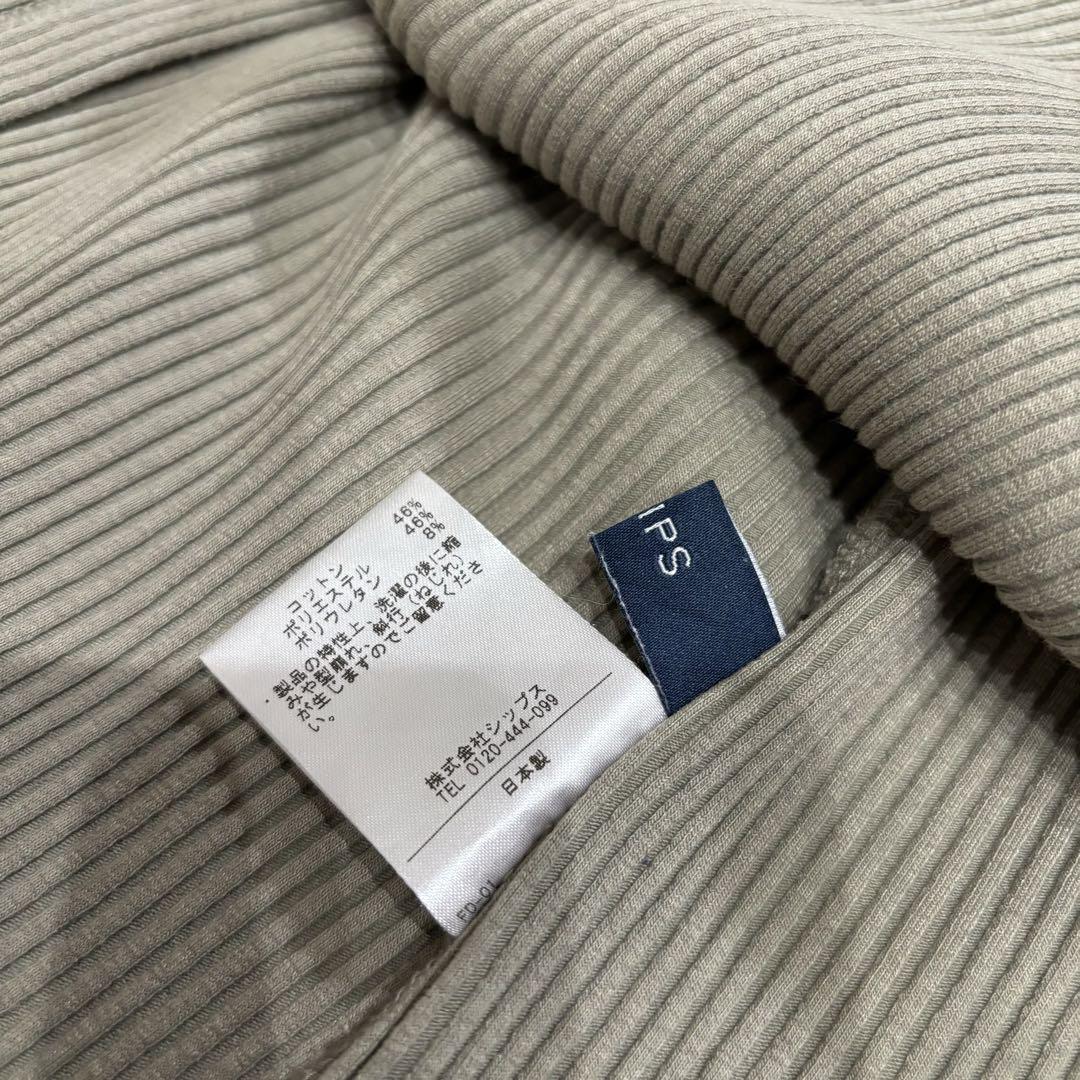 コットン 46%
ポリエステル 46%
ポリウレタン 8%
・製品の特性上、洗濯の後に縮
みや型崩れ、斜行(ねじれ)
が生じますのでご留意くださ
い。
株式会社シップス
TEL 0120-444-099
日本製
IPS